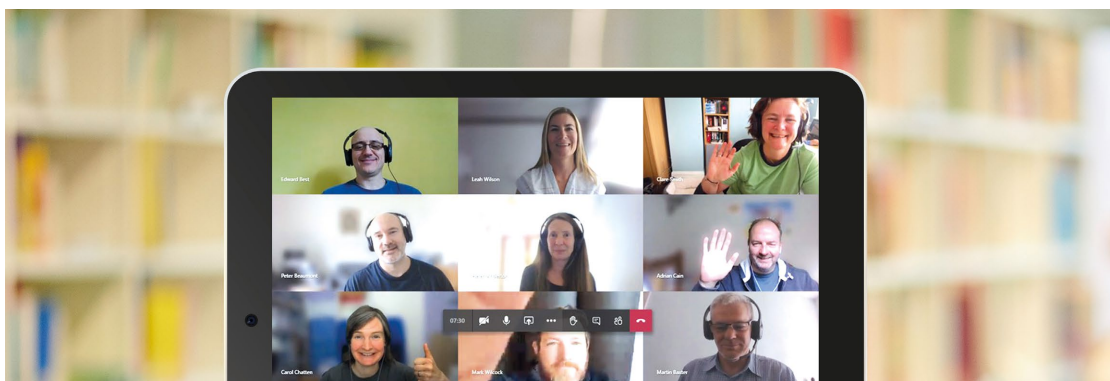 Edward Best
Leah Wilson
Peter Beaumont
Adrian Cain
07:30
Carol Chatten
Mark Wilcock
Martin Baxter